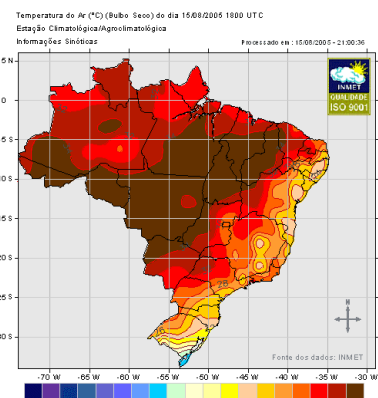 Temperatura do Ar (°C) (Bulbo Seco) do dia 15/08/2005 1800 UTC
Estação Climatológica/Agroclimatológica
Informações Sinóticas
Processado em : 15/08/2005 - 21:00:36
INMET
QUALIDADE
ISO 9001
5 N
0
5 S
10 S
15 S
20 S
25 S
30 S
N
Fonte dos dados: INMET
-70 W -65 W -60 W -55 W -50 W -45 W -40 W -35 W -30 W